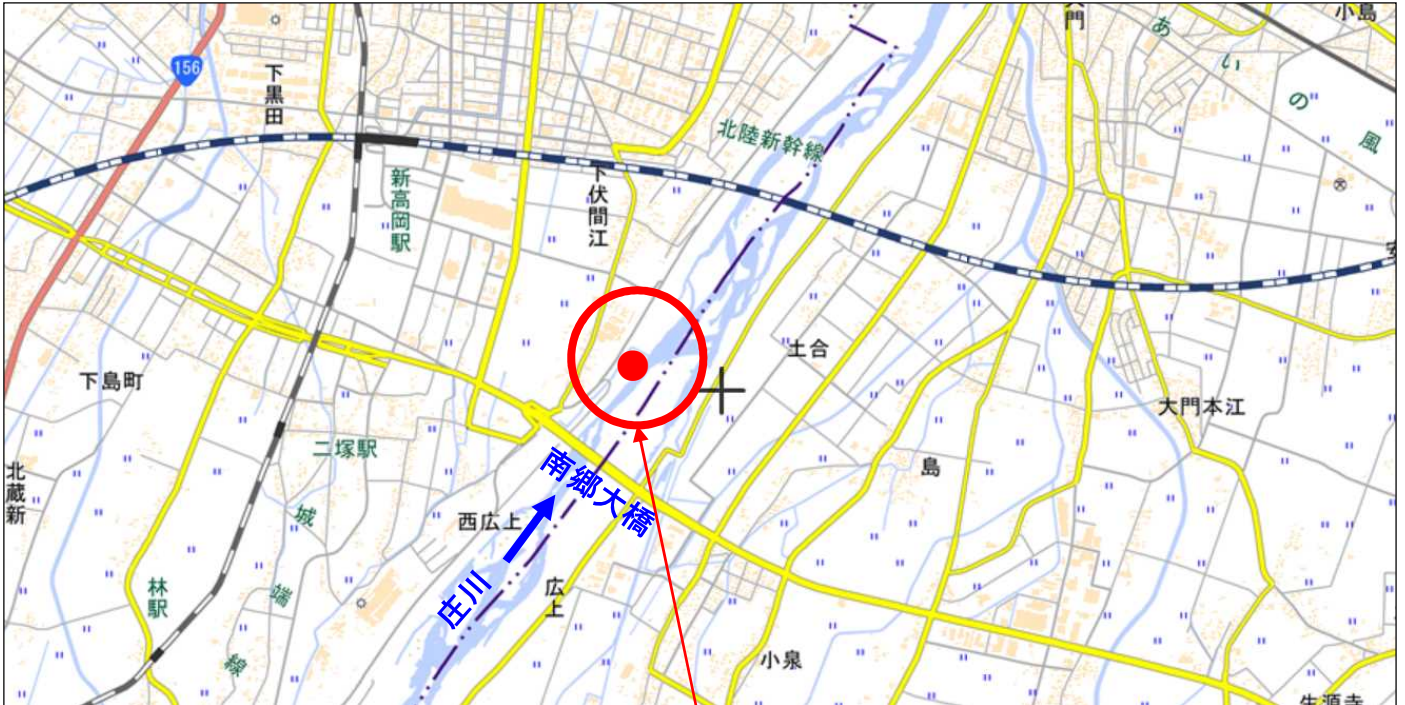 大門
小島
あいの風
156
下黒田
北陸新幹線
新高岡駅
下伏間江
土合
下島町
大門本江
二塚駅
島
南郷大橋
北蔵新
城端線
西広上
庄川
広上
林駅
小泉
生源寺